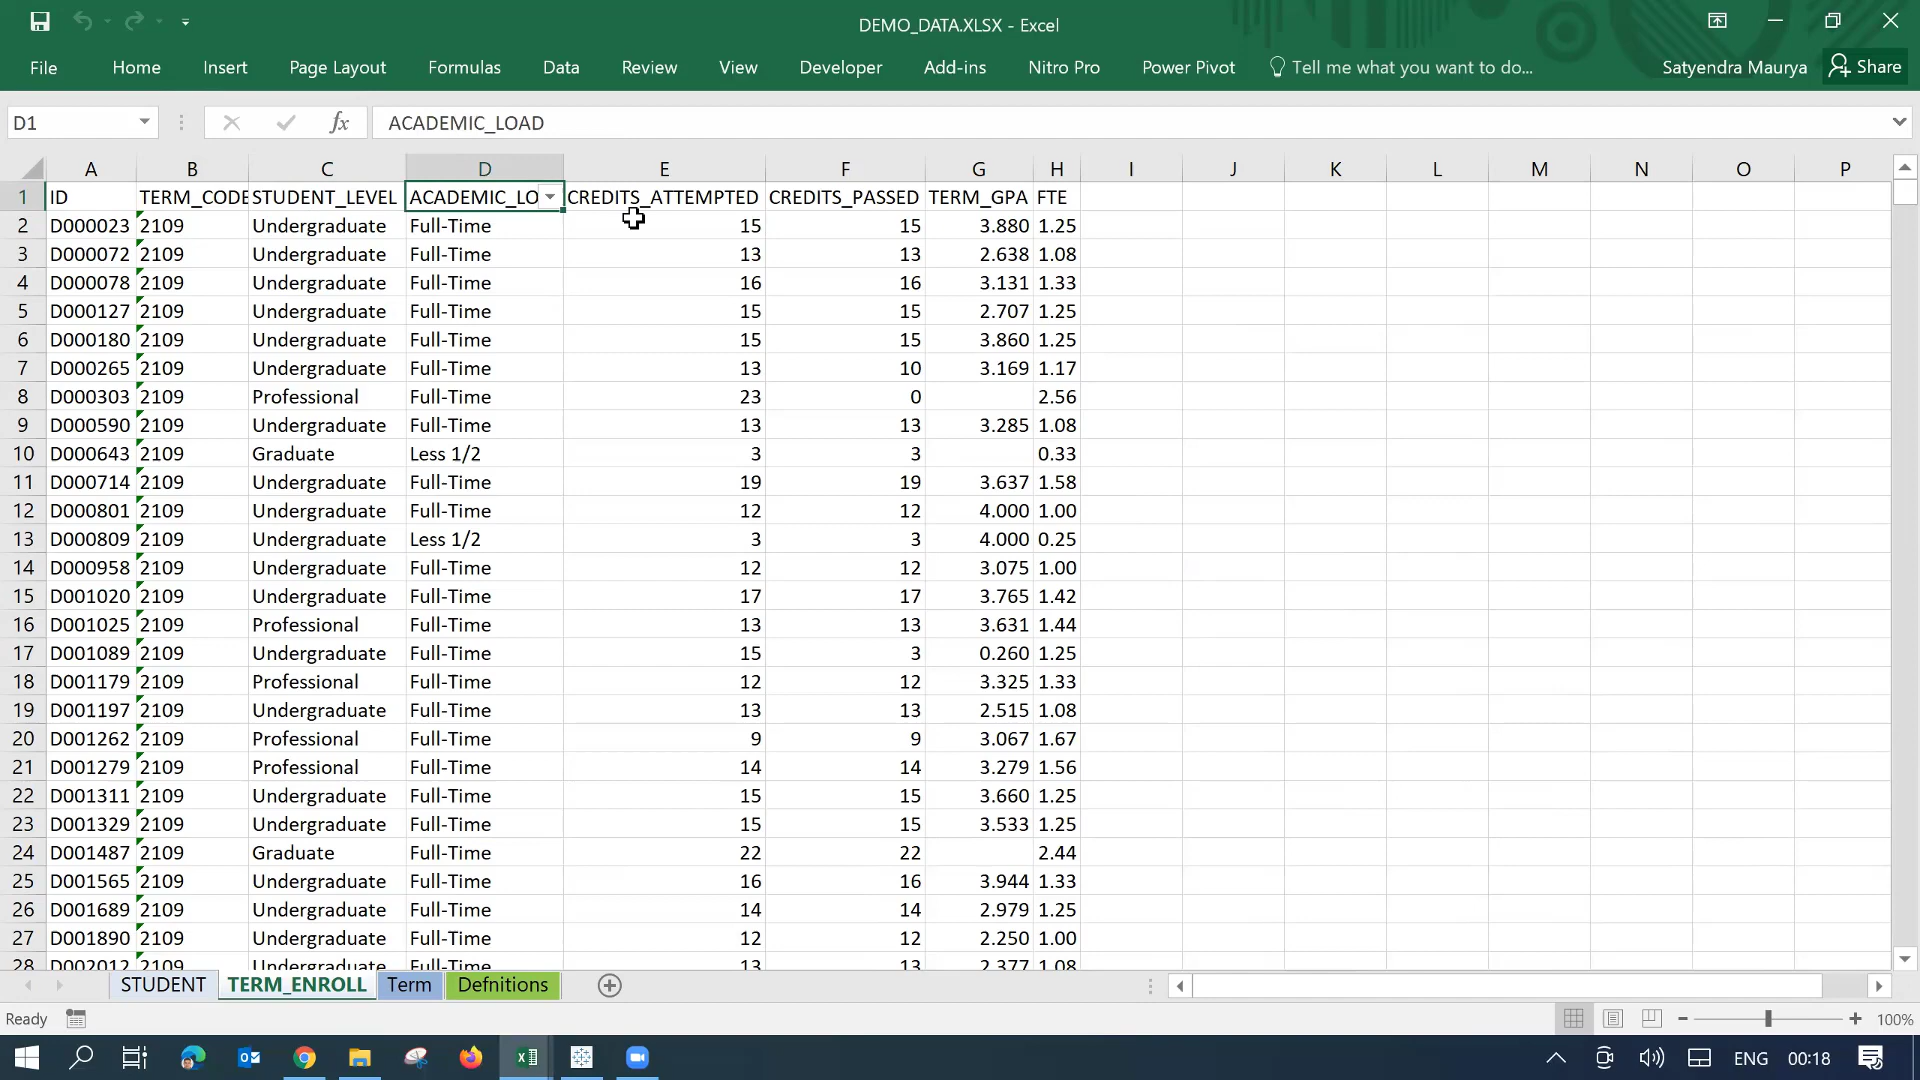 DEMO_DATA.XLSX - Excel
File Home Insert Page Layout Formulas Data Review View Developer Add-ins Nitro Pro Power Pivot Tell me what you want to do... Satyendra Maurya Share
D1 fx ACADEMIC_LOAD
A B C D E F G H I J K L M N O P
1 ID TERM_CODE STUDENT_LEVEL ACADEMIC_LO CREDITS_ATTEMPTED CREDITS_PASSED TERM_GPA FTE
2 D000023 2109 Undergraduate Full-Time 15 15 3.880 1.25
3 D000072 2109 Undergraduate Full-Time 13 13 2.638 1.08
4 D000078 2109 Undergraduate Full-Time 16 16 3.131 1.33
5 D000127 2109 Undergraduate Full-Time 15 15 2.707 1.25
6 D000180 2109 Undergraduate Full-Time 15 15 3.860 1.25
7 D000265 2109 Undergraduate Full-Time 13 10 3.169 1.17
8 D000303 2109 Professional Full-Time 23 0 2.56
9 D000590 2109 Undergraduate Full-Time 13 13 3.285 1.08
10 D000643 2109 Graduate Less 1/2 3 3 0.33
11 D000714 2109 Undergraduate Full-Time 19 19 3.637 1.58
12 D000801 2109 Undergraduate Full-Time 12 12 4.000 1.00
13 D000809 2109 Undergraduate Less 1/2 3 3 4.000 0.25
14 D000958 2109 Undergraduate Full-Time 12 12 3.075 1.00
15 D001020 2109 Undergraduate Full-Time 17 17 3.765 1.42
16 D001025 2109 Professional Full-Time 13 13 3.631 1.44
17 D001089 2109 Undergraduate Full-Time 15 3 0.260 1.25
18 D001179 2109 Professional Full-Time 12 12 3.325 1.33
19 D001197 2109 Undergraduate Full-Time 13 13 2.515 1.08
20 D001262 2109 Professional Full-Time 9 9 3.067 1.67
21 D001279 2109 Professional Full-Time 14 14 3.279 1.56
22 D001311 2109 Undergraduate Full-Time 15 15 3.660 1.25
23 D001329 2109 Undergraduate Full-Time 15 15 3.533 1.25
24 D001487 2109 Graduate Full-Time 22 22 2.44
25 D001565 2109 Undergraduate Full-Time 16 16 3.944 1.33
26 D001689 2109 Undergraduate Full-Time 14 14 2.979 1.25
27 D001890 2109 Undergraduate Full-Time 12 12 2.250 1.00
28 D002012 2109 Undergraduate Full-Time 13 13 2.377 1.08
STUDENT TERM_ENROLL Term Defnitions
Ready 100%
ENG 00:18